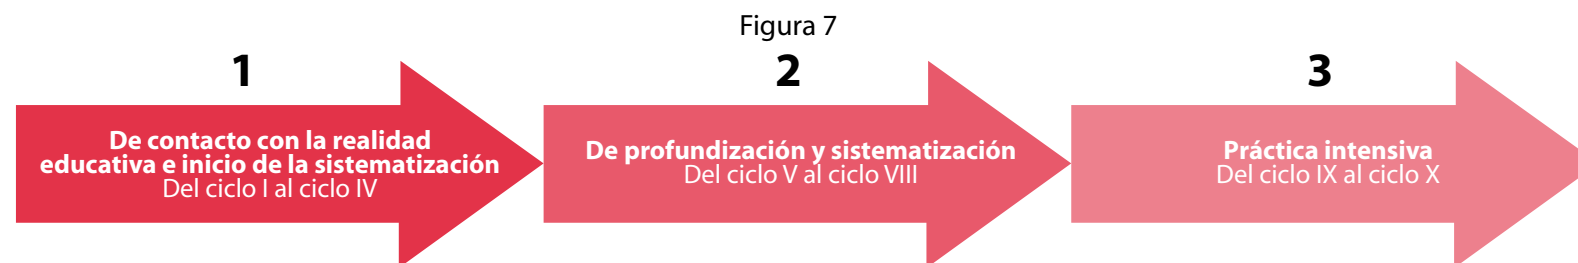 Figura 7
1
De contacto con la realidad
educativa e inicio de la sistematización
Del ciclo I al ciclo IV
2
De profundización y sistematización
Del ciclo V al ciclo VIII
3
Práctica intensiva
Del ciclo IX al ciclo X